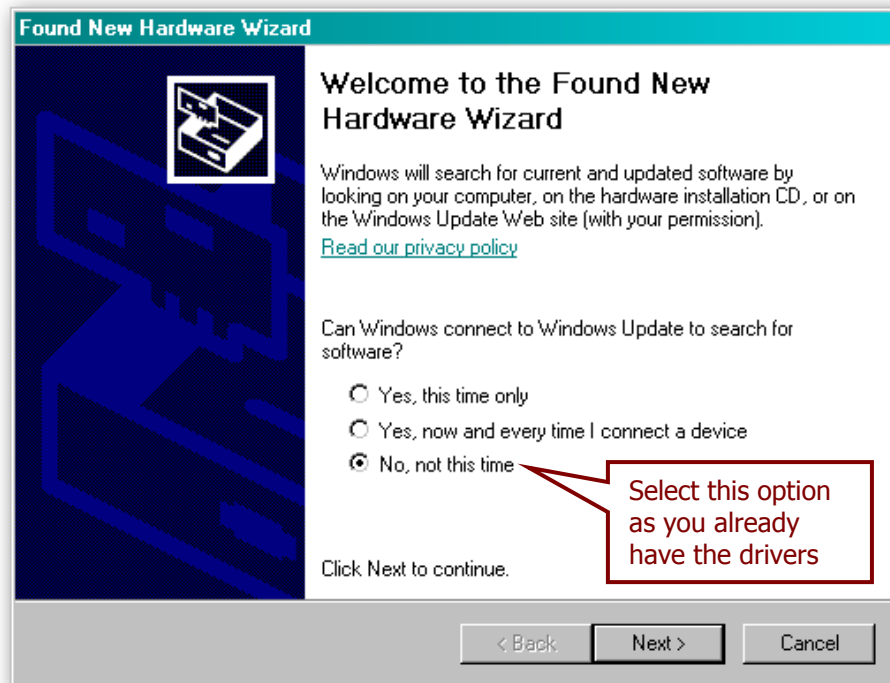 Found New Hardware Wizard
Welcome to the Found New
Hardware Wizard
Windows will search for current and updated software by
looking on your computer, on the hardware installation CD, or on
the Windows Update Web site (with your permission).
Read our privacy policy
Can Windows connect to Windows Update to search for
software?
Yes, this time only
Yes, now and every time I connect a device
No, not this time
Select this option
as you already
have the drivers
Click Next to continue.
< Back
Next >
Cancel